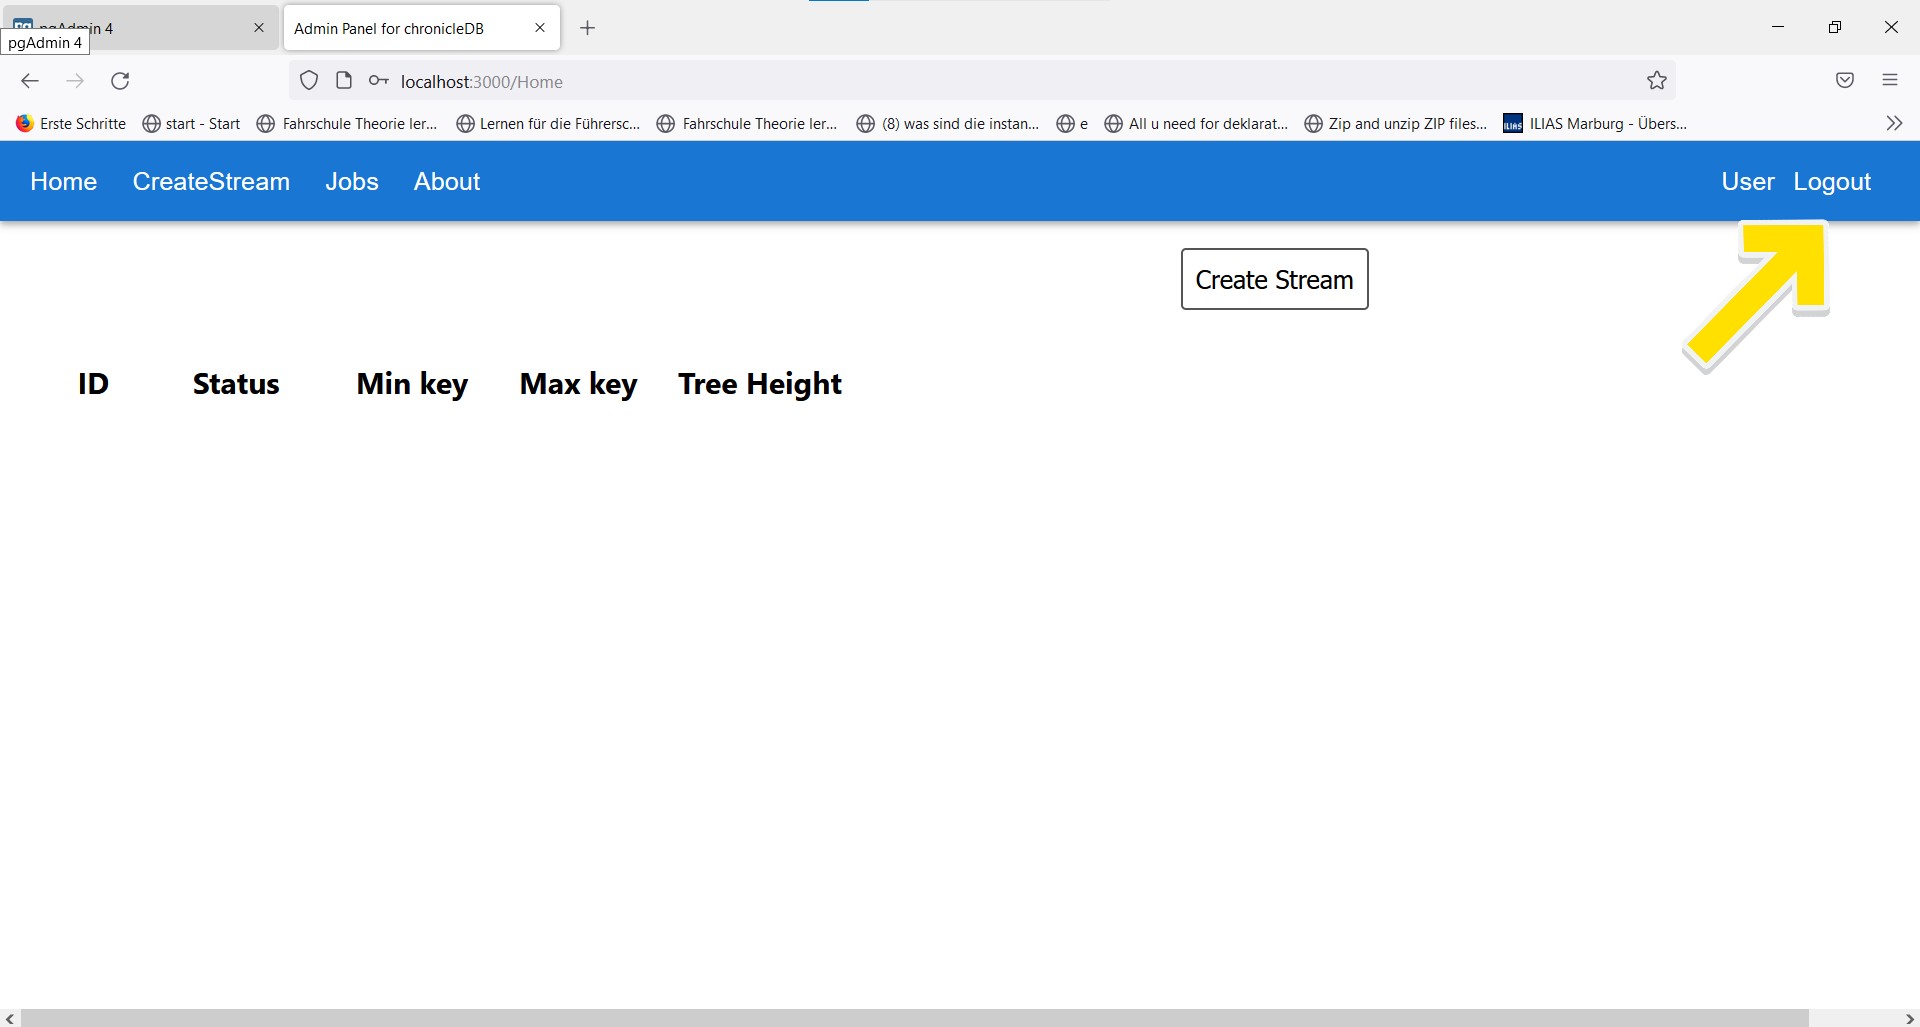 pgAdmin 4
Admin Panel for chronicleDB
pgAdmin 4
localhost:3000/Home
Erste Schritte
start - Start
Fahrschule Theorie ler...
Lernen für die Führersc...
Fahrschule Theorie ler...
(8) was sind die instan...
e
All u need for deklarat...
Zip and unzip ZIP files...
ILIAS
ILIAS Marburg - Übers...
Home
CreateStream
Jobs
About
User
Logout
Create Stream
ID
Status
Min key
Max key
Tree Height